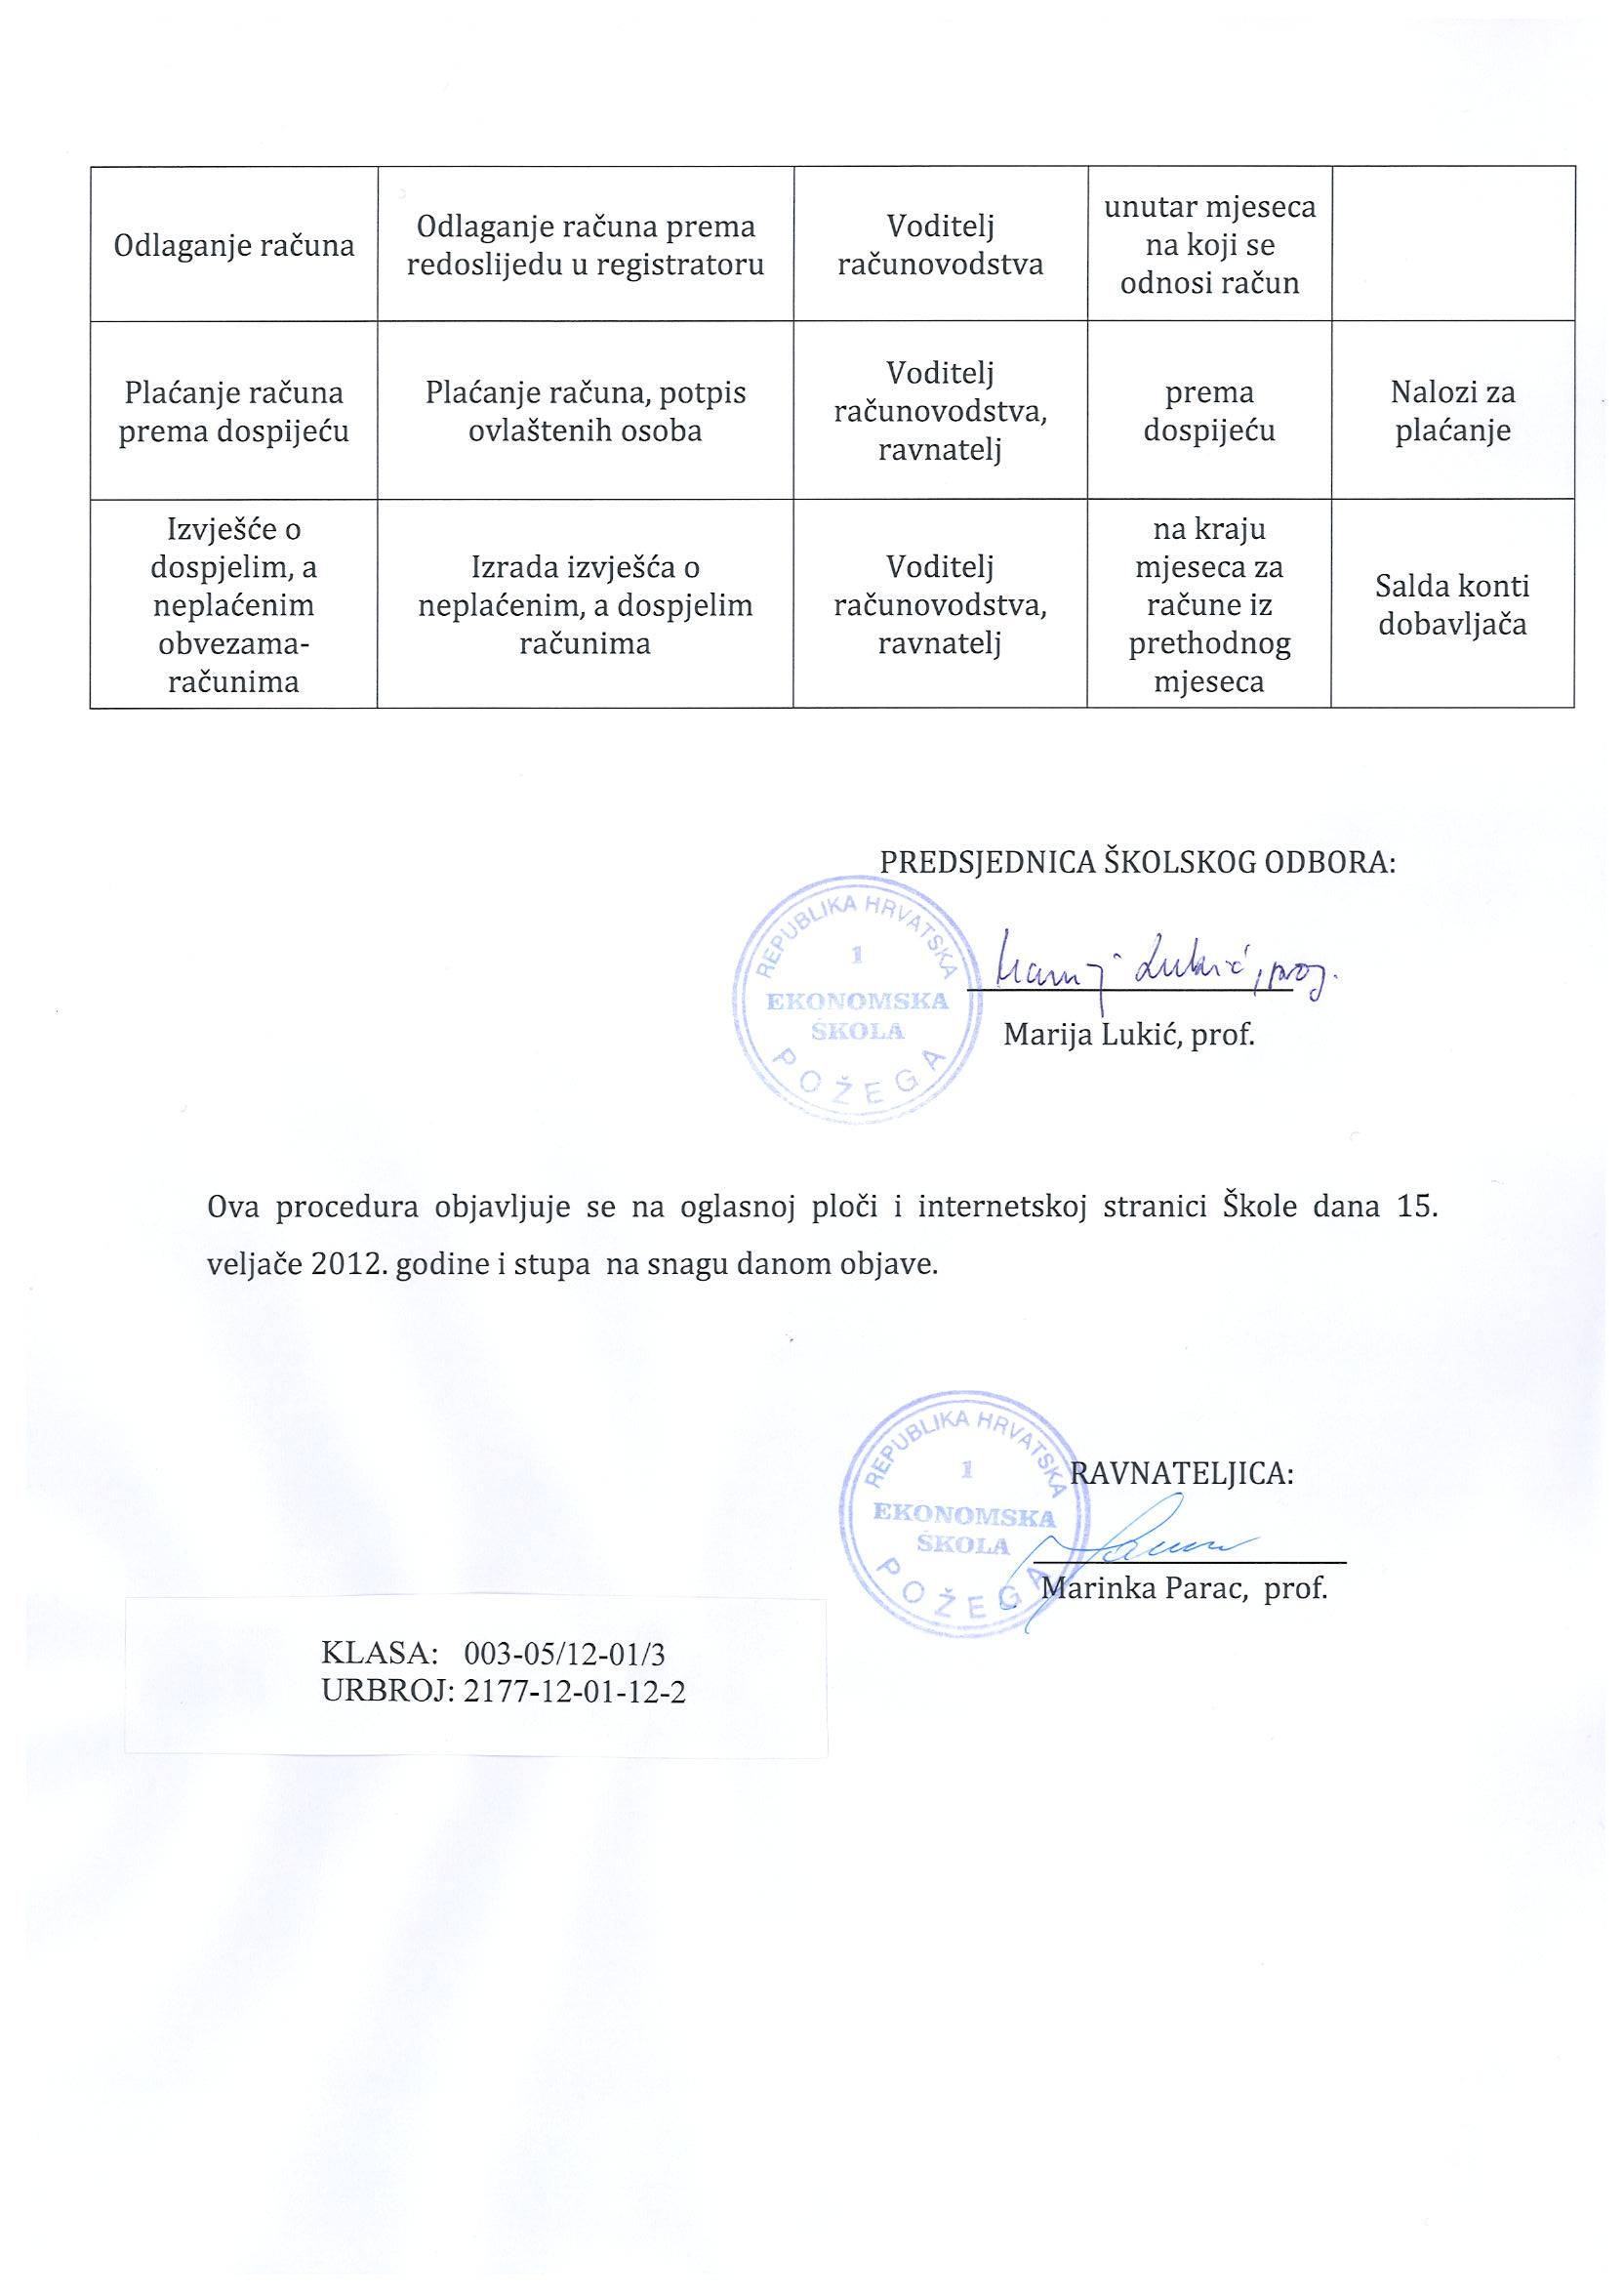 Odlaganje računa
Odlaganje računa prema
redoslijedu u registratoru
Voditelj
računovodstva
unutar mjeseca
na koji se
odnosi račun
Plaćanje računa
prema dospijeću
Plaćanje računa, potpis
ovlaštenih osoba
Voditelj
računovodstva,
ravnatelj
prema
dospijeću
Nalozi za
plaćanje
Izvješće o
dospjelim, a
neplaćenim
obvezama-
računima
Izrada izvješća o
neplaćenim, a dospjelim
računima
Voditelj
računovodstva,
ravnatelj
na kraju
mjeseca za
račune iz
prethodnog
mjeseca
Salda konti
dobavljača
PREDSJEDNICA ŠKOLSKOG ODBORA:
REPUBLIKA HRVATSKA
1
EKONOMSKA
ŠKOLA
POŽEGA
Marija Lukić, prof.
Marija Lukić, prof.
Ova procedura objavljuje se na oglasnoj ploči i internetskoj stranici Škole dana 15.
veljače 2012. godine i stupa na snagu danom objave.
REPUBLIKA HRVATSKA
1
EKONOMSKA
ŠKOLA
POŽEGA
RAVNATELJICA:
Marinka Parac, prof.
KLASA: 003-05/12-01/3
URBROJ: 2177-12-01-12-2